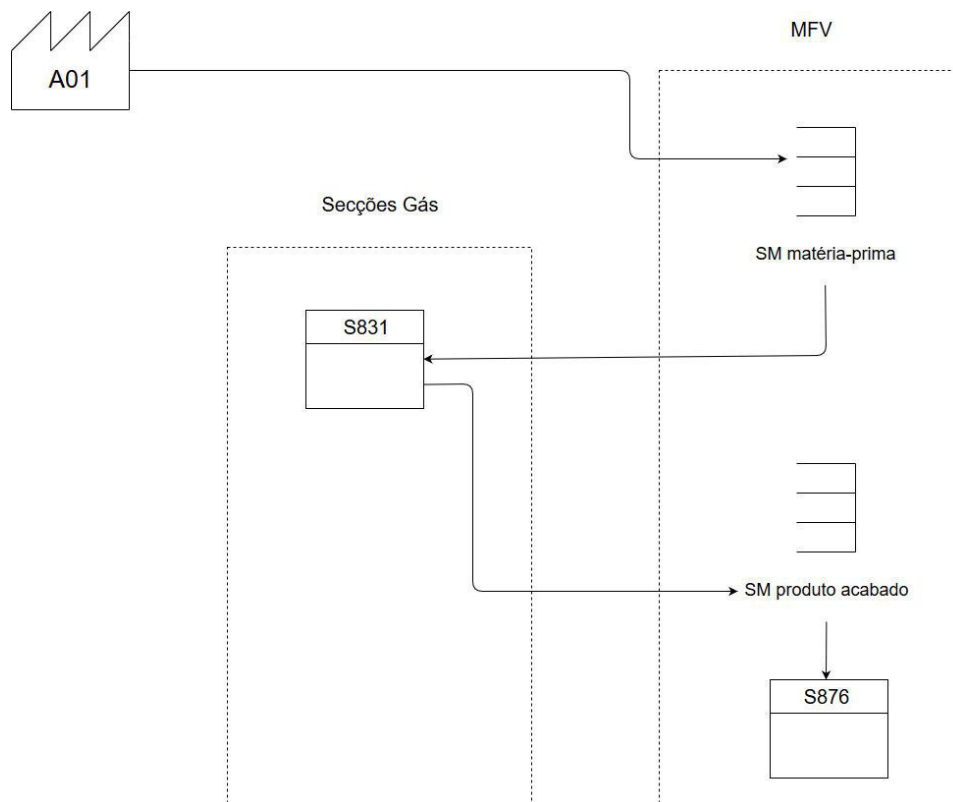 MFV
A01
Secções Gás
SM matéria-prima
S831
SM produto acabado
S876